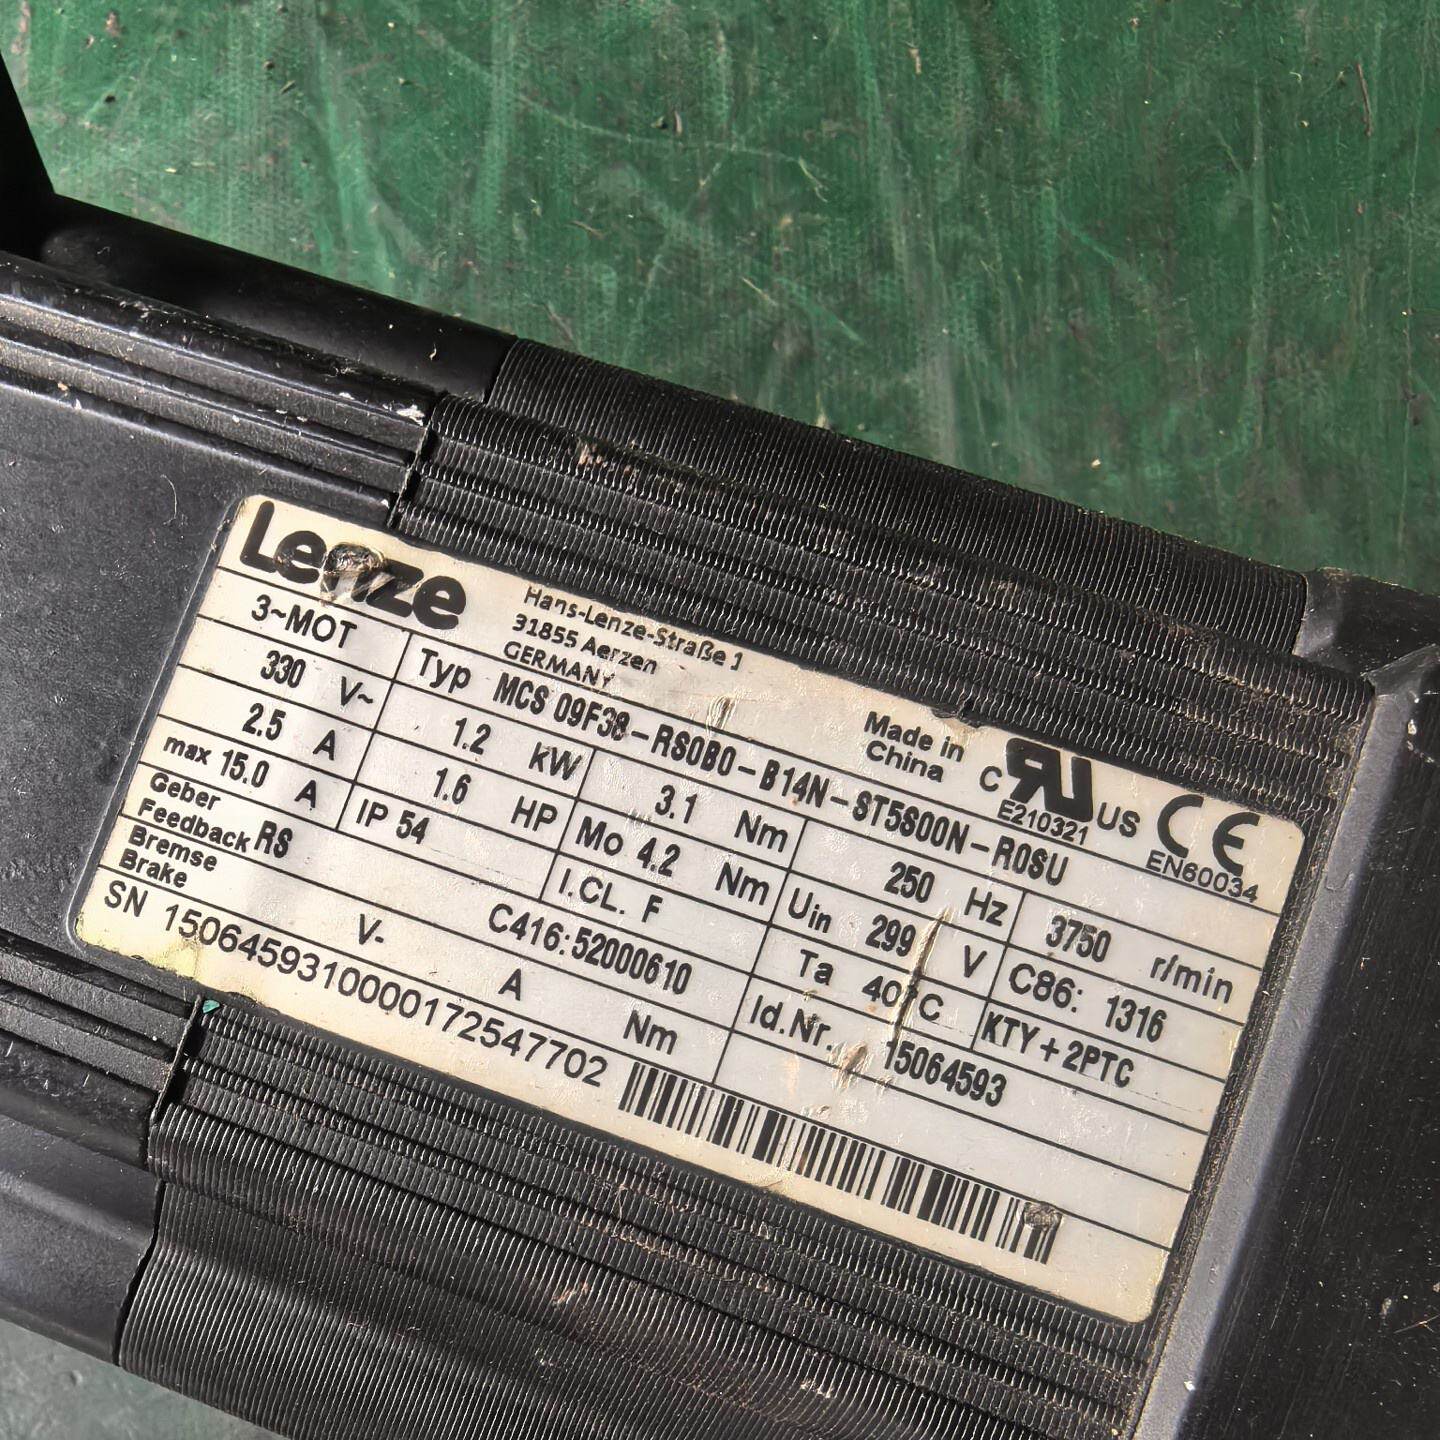 Lenze
Hans-Lenze-Straße 1
31855 Aerzen
GERMANY
Made in
China
C RU US
E210321
CE
EN60034
3~MOT Typ MCS 09F38-RS0B0-B14N-ST5S00N-R0SU
330 V~ 1.2 kW 3.1 Nm 250 Hz 3750 r/min
2.5 A 1.6 HP Mo 4.2 Nm Uin 299 V C86: 1316
max 15.0 A IP 54 I.CL. F Ta 40°C KTY+2PTC
Geber
Feedback RS C416:52000610 Id.Nr. 15064593
Bremse
Brake V- A Nm
SN 1506459310000172547702